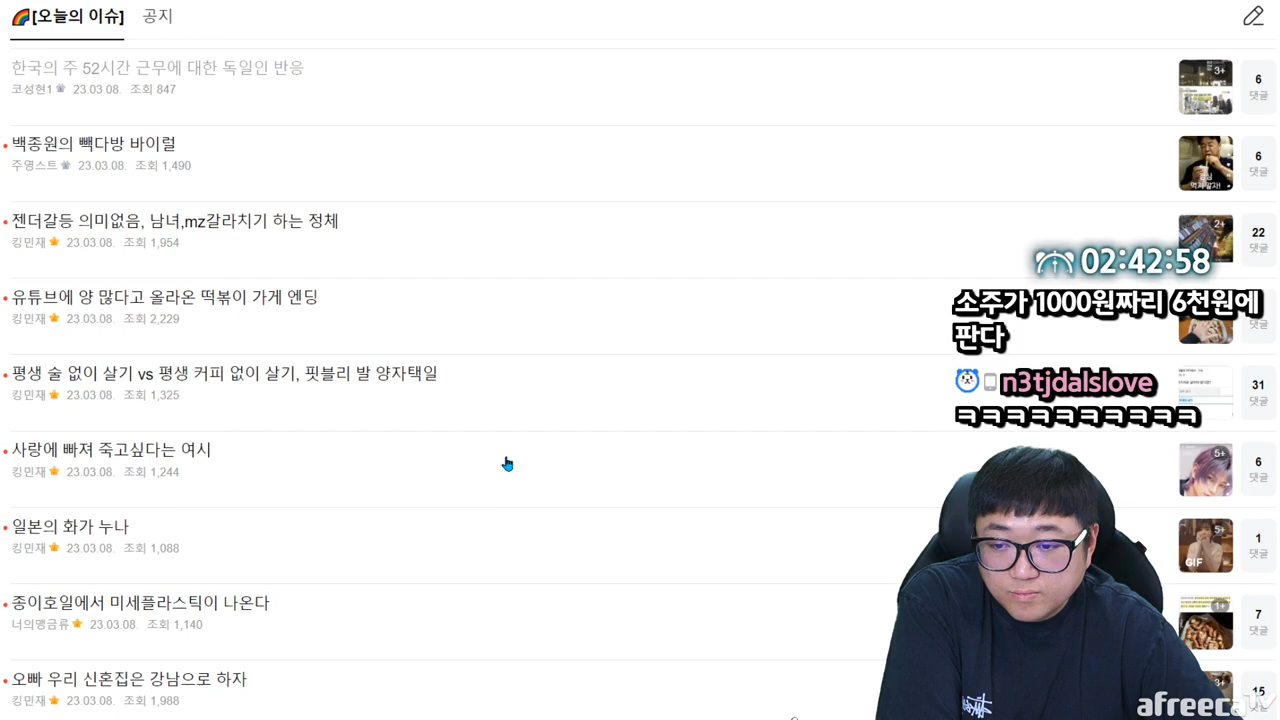 [오늘의 이슈] 공지
한국의 주 52시간 근무에 대한 독일인 반응
코성현1 23.03.08. 조회 847
3+
6
댓글
백종원의 빽다방 바이럴
주영스트 23.03.08. 조회 1,490
6
댓글
젠더갈등 의미없음, 남녀,mz갈라치기 하는 정체
킹민재 23.03.08. 조회 1,954
2+
22
댓글
02:42:58
유튜브에 양 많다고 올라온 떡볶이 가게 엔딩
킹민재 23.03.08. 조회 2,229
댓글
소주가 1000원짜리 6천원에
판다
평생 술 없이 살기 vs 평생 커피 없이 살기, 핏블리 발 양자택일
킹민재 23.03.08. 조회 1,325
31
댓글
n3tjdalslove
ㅋㅋㅋㅋㅋㅋㅋㅋㅋㅋ
사랑에 빠져 죽고싶다는 여시
킹민재 23.03.08. 조회 1,244
5+
6
댓글
일본의 화가 누나
킹민재 23.03.08. 조회 1,088
5+
GIF
1
댓글
종이호일에서 미세플라스틱이 나온다
너의맹금류 23.03.08. 조회 1,140
1+
7
댓글
오빠 우리 신혼집은 강남으로 하자
킹민재 23.03.08. 조회 1,988
3+
15
afreecaTV